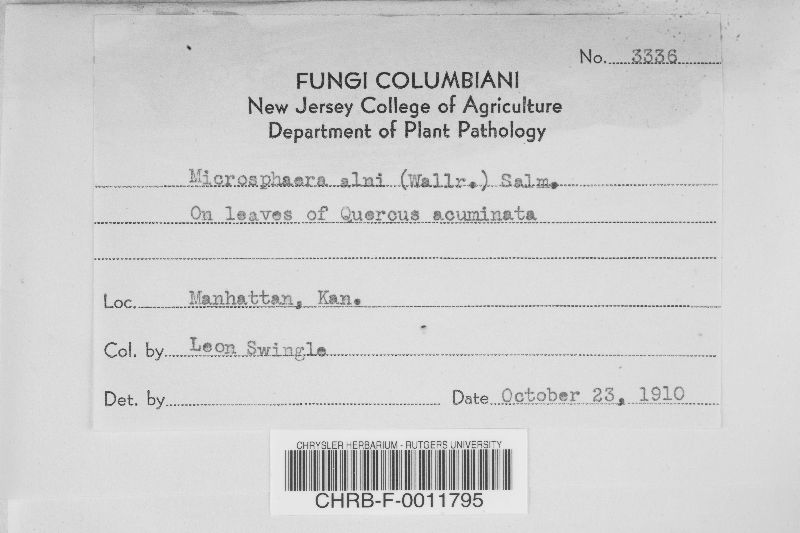 No. 3336
FUNGI COLUMBIANI
New Jersey College of Agriculture
Department of Plant Pathology
Microsphaera alni (Wallr.) Salm.
On leaves of Quercus acuminata
Loc. Manhattan, Kan.
Col. by Leon Swingle
Det. by
Date October 23, 1910
CHRYSLER HERBARIUM - RUTGERS UNIVERSITY
CHRB-F-0011795